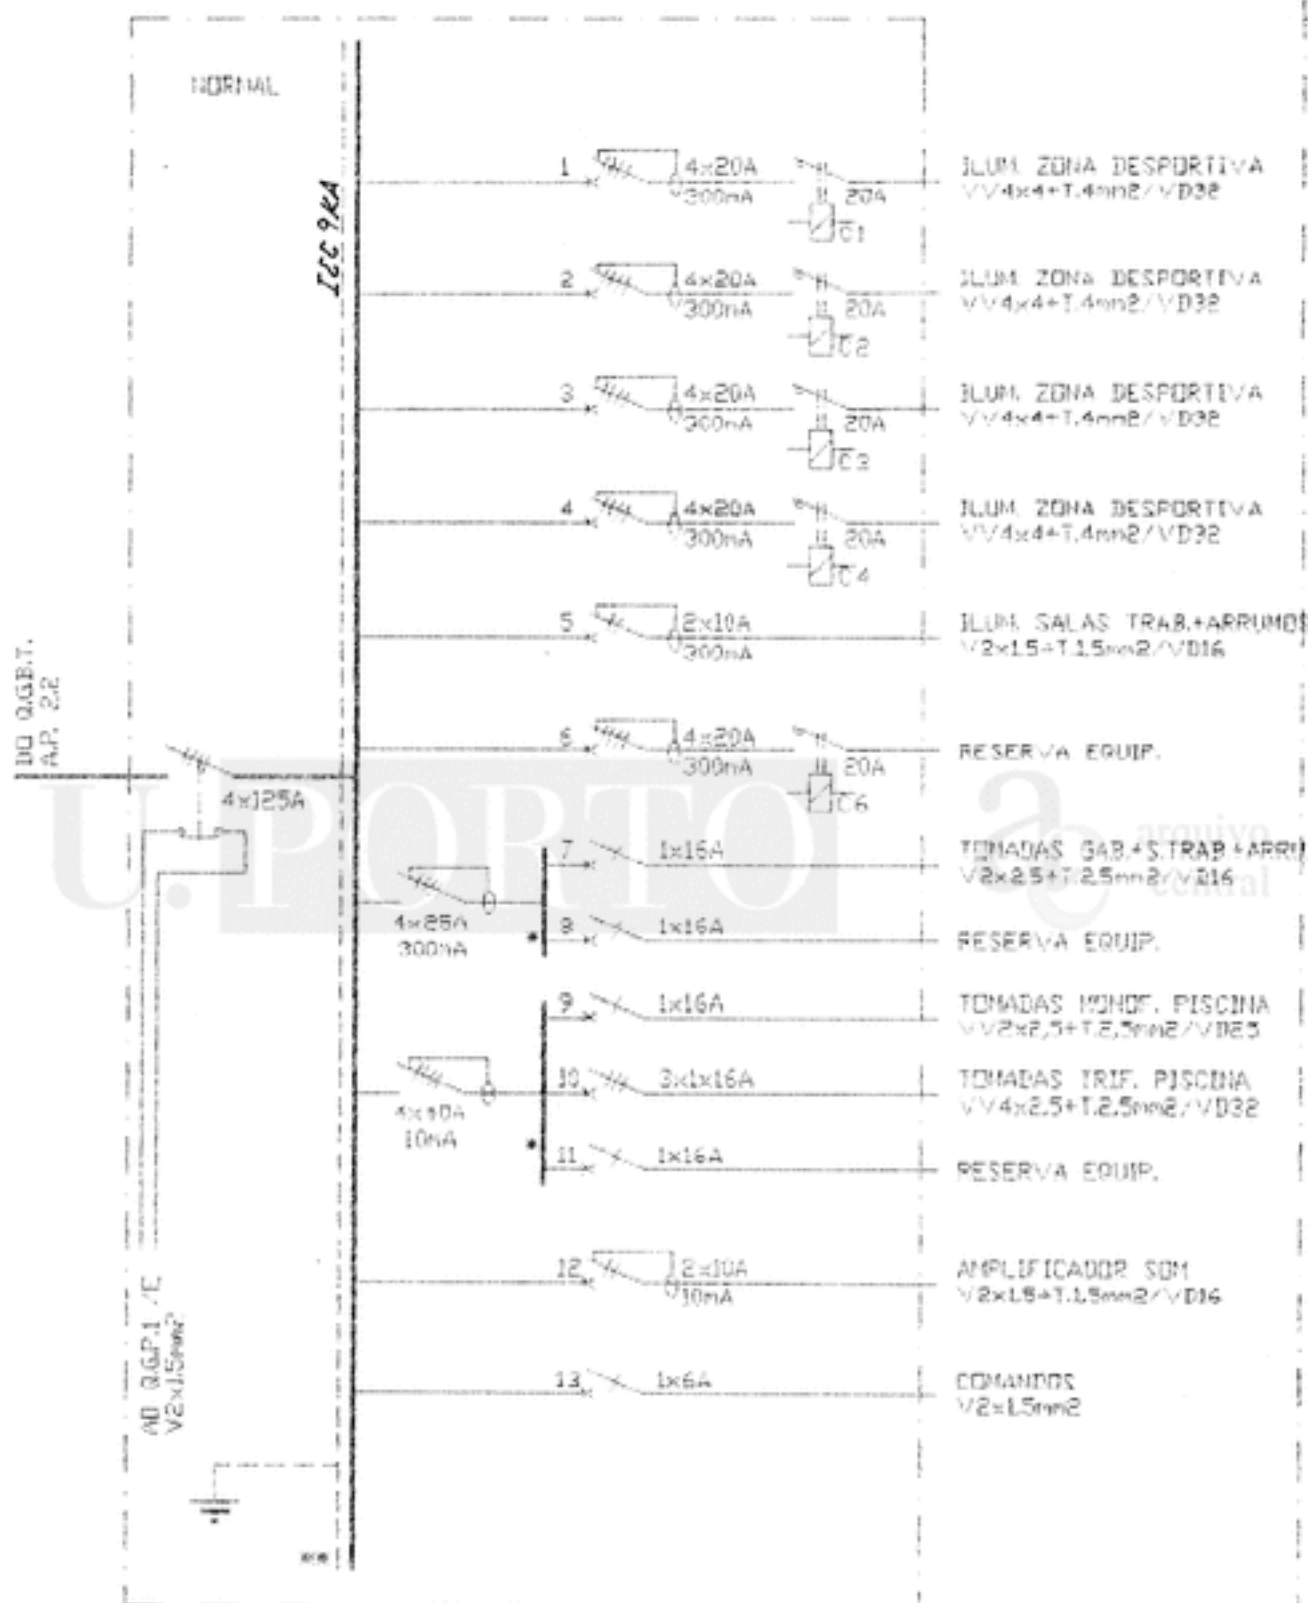 NORMAL
ICC 9KA
1
4x20A
300mA
20A
C1
ILUM. ZONA DESPORTIVA
VV4x4+T.4mm2/VD32
2
4x20A
300mA
20A
C2
ILUM. ZONA DESPORTIVA
VV4x4+T.4mm2/VD32
3
4x20A
300mA
20A
C3
ILUM. ZONA DESPORTIVA
VV4x4+T.4mm2/VD32
4
4x20A
300mA
20A
C4
ILUM. ZONA DESPORTIVA
VV4x4+T.4mm2/VD32
5
2x10A
300mA
ILUM. SALAS TRAB.+ARRUMOS
V2x1.5+T.1.5mm2/VD16
DO Q.G.B.T.
A.P. 2.2
4x125A
6
4x20A
300mA
20A
C6
RESERVA EQUIP.
U. PORTO
arquivo
central
4x25A
300mA
7
1x16A
TOMADAS GAB.+S.TRAB.+ARRU
V2x2.5+T.2.5mm2/VD16
8
1x16A
RESERVA EQUIP.
9
1x16A
TOMADAS MONOF. PISCINA
VV2x2,5+T.2,5mm2/VD25
4x40A
10mA
10
3x1x16A
TOMADAS TRIF. PISCINA
VV4x2.5+T.2.5mm2/VD32
11
1x16A
RESERVA EQUIP.
12
2x10A
10mA
AMPLIFICADOR SOM
V2x1.5+T.1.5mm2/VD16
AO Q.G.P.1 /E
V2x1.5mm2
13
1x6A
COMANDOS
V2x1.5mm2